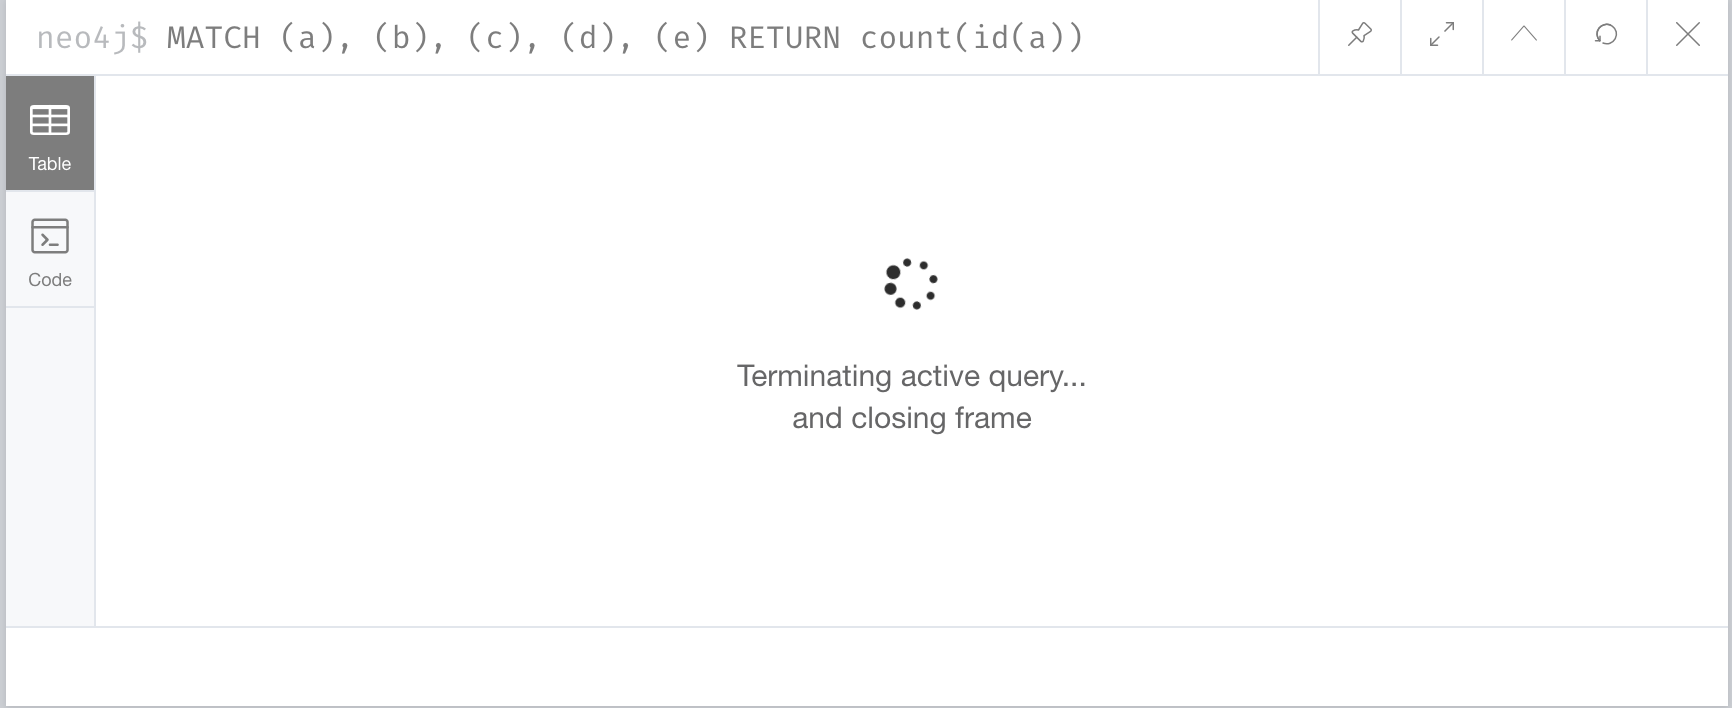 neo4j$ MATCH (a), (b), (c), (d), (e) RETURN count(id(a))
Table
Code
Terminating active query...
and closing frame